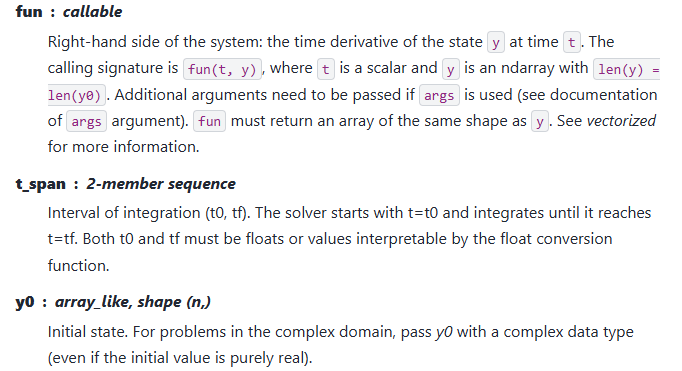 fun : callable
Right-hand side of the system: the time derivative of the state y at time t. The
calling signature is fun(t, y), where t is a scalar and y is an ndarray with len(y) =
len(y0). Additional arguments need to be passed if args is used (see documentation
of args argument). fun must return an array of the same shape as y. See vectorized
for more information.
t_span : 2-member sequence
Interval of integration (t0, tf). The solver starts with t=t0 and integrates until it reaches
t=tf. Both t0 and tf must be floats or values interpretable by the float conversion
function.
y0 : array_like, shape (n,)
Initial state. For problems in the complex domain, pass y0 with a complex data type
(even if the initial value is purely real).